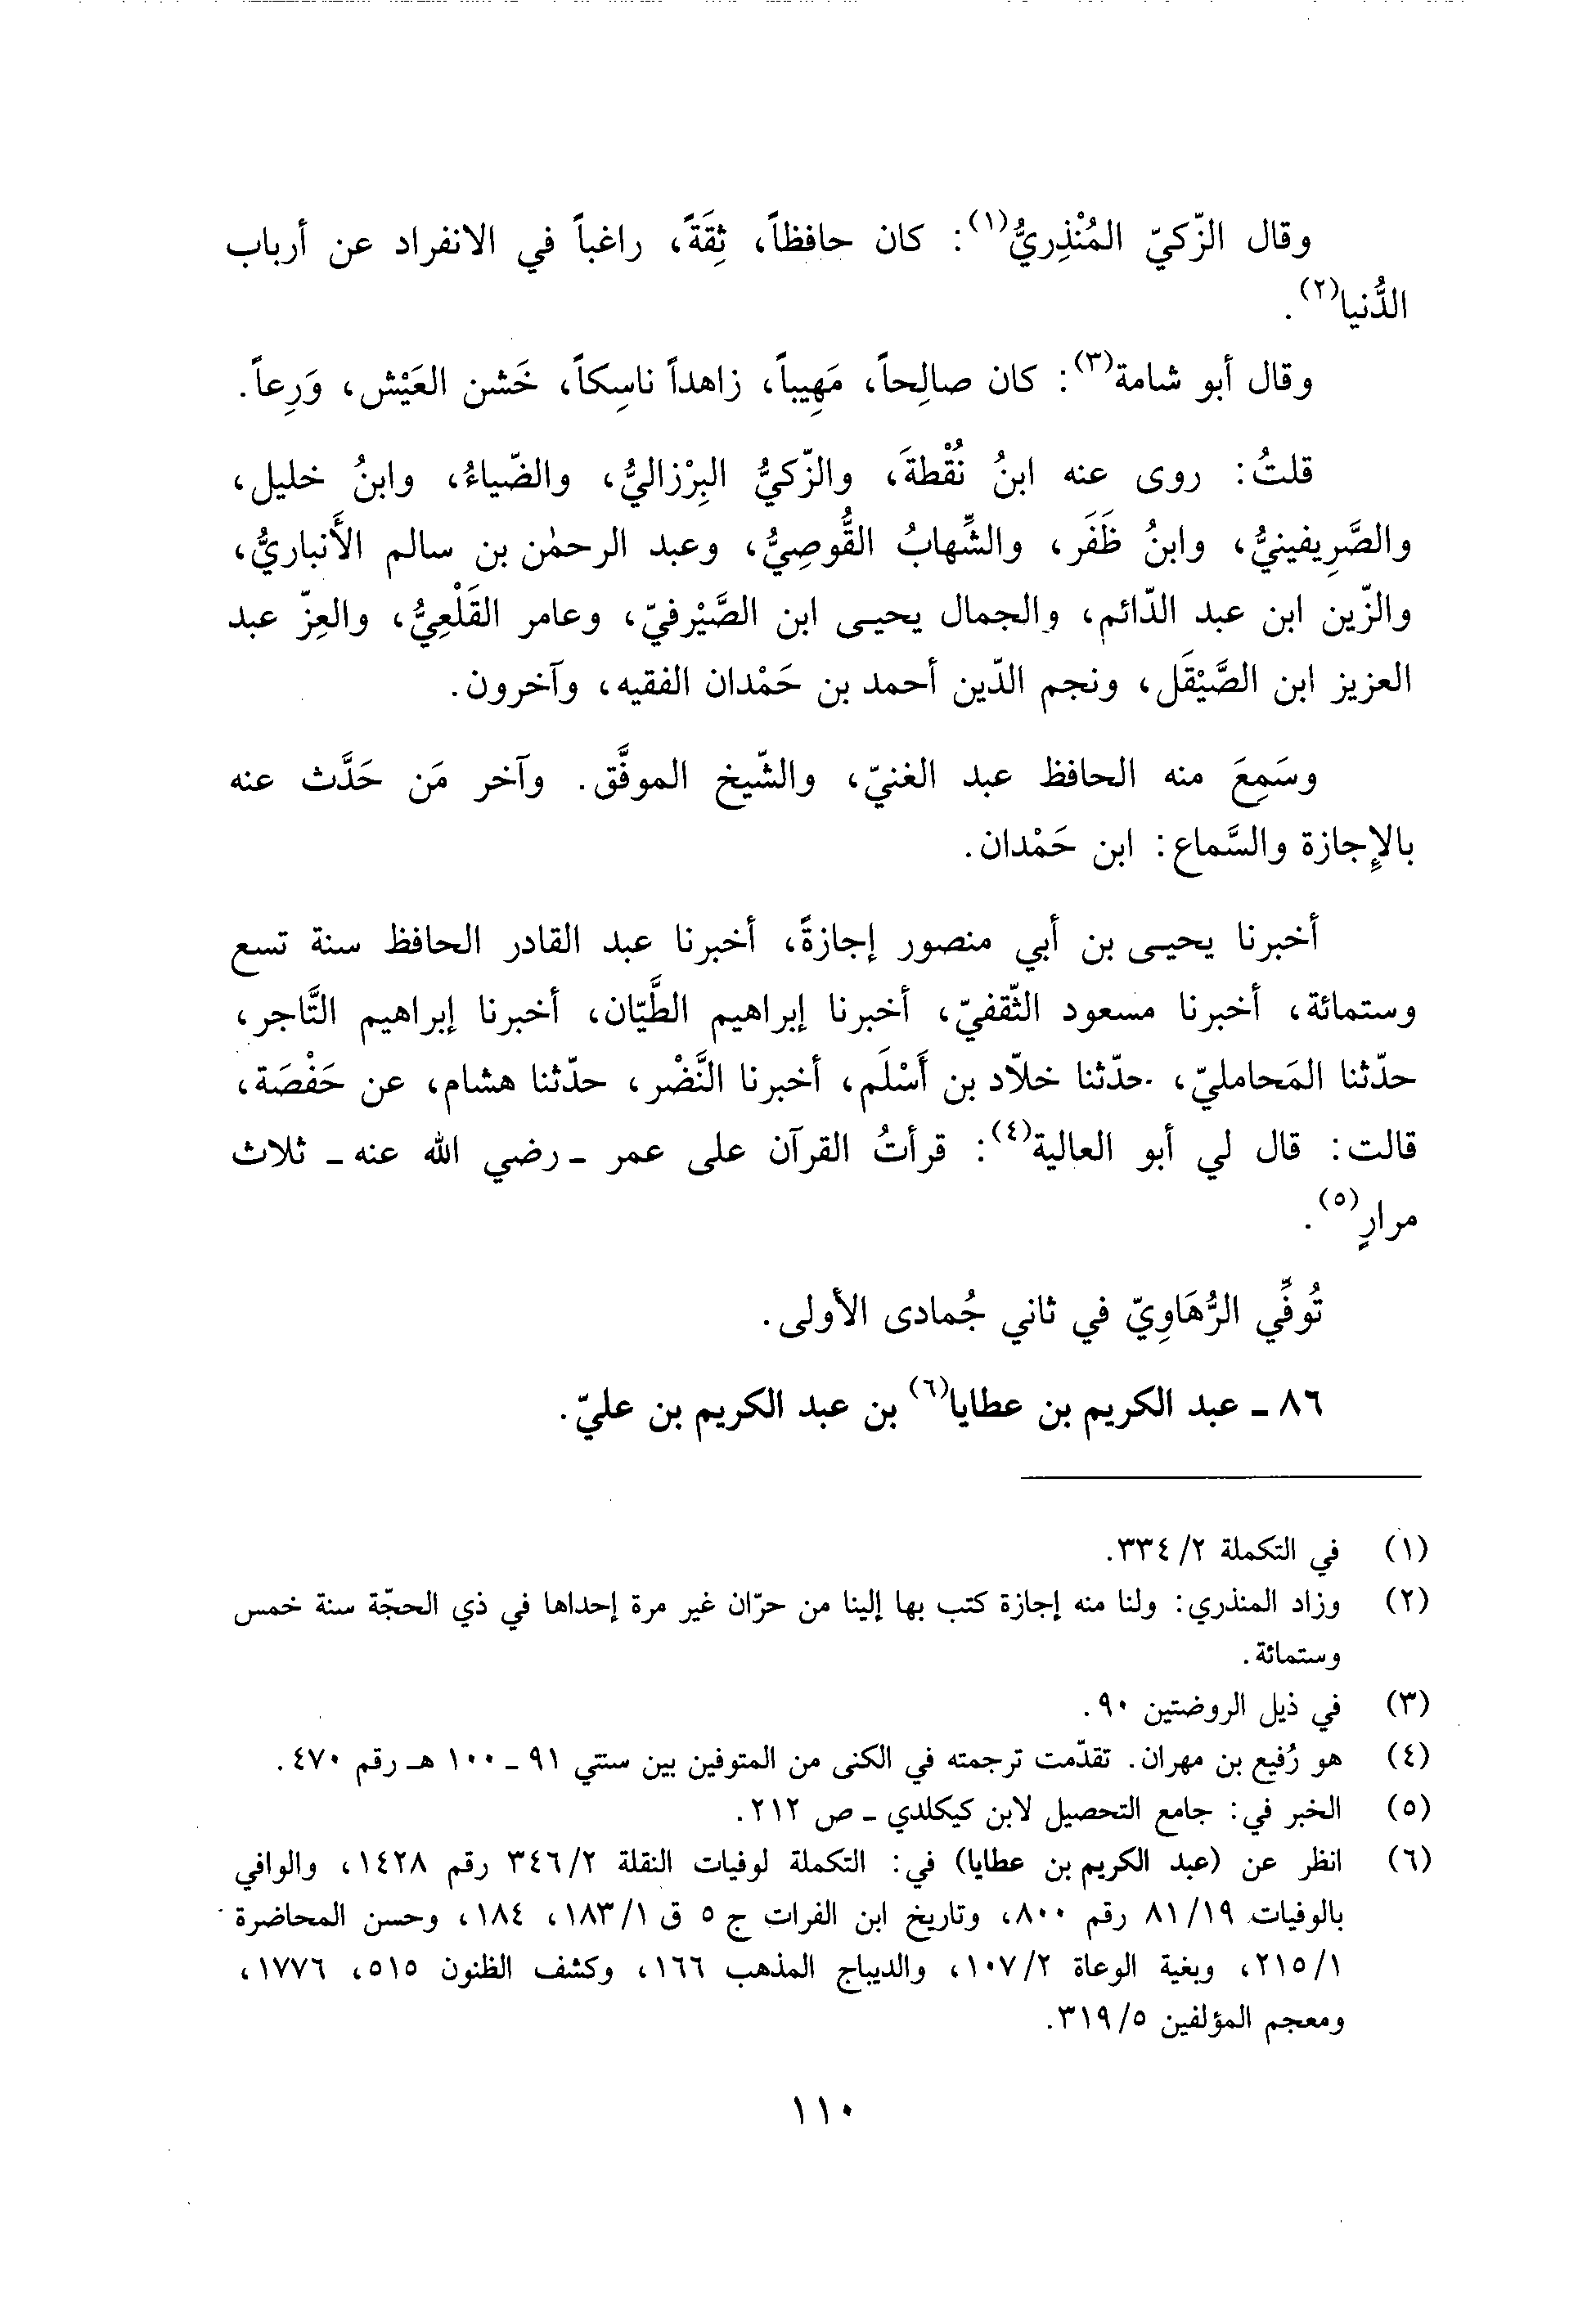 وقال الزّكيّ المُنْذِريُّ(١): كان حافظاً، ثِقَةً، راغباً في الانفراد عن أرباب
الدُّنيا(٢).
وقال أبو شامة(٣): كان صالِحاً، مَهِيباً، زاهداً ناسِكاً، خَشن العَيْش، وَرِعاً.
قلتُ: روى عنه ابنُ نُقْطةَ، والزّكيُّ البِرْزاليُّ، والضّياءُ، وابنُ خليل،
والصَّرِيفينيُّ، وابنُ ظَفَر، والشِّهابُ القُّوصِيُّ، وعبد الرحمٰن بن سالم الأَنباريُّ،
والزّين ابن عبد الدّائم، والجمال يحيـى ابن الصَّيْرفيّ، وعامر القَلْعِيُّ، والعِزّ عبد
العزيز ابن الصَّيْقَل، ونجم الدّين أحمد بن حَمْدان الفقيه، وآخرون.
وسَمِعَ منه الحافظ عبد الغنيّ، والشّيخ الموفَّق. وآخر مَن حَدَّث عنه
بالإِجازة والسَّماع: ابن حَمْدان.
أخبرنا يحيـى بن أبي منصور إجازةً، أخبرنا عبد القادر الحافظ سنة تسع
وستمائة، أخبرنا مسعود الثّقفيّ، أخبرنا إبراهيم الطَّيّان، أخبرنا إبراهيم التَّاجر،
حدّثنا المَحامليّ، حدّثنا خلاّد بن أَسْلَم، أخبرنا النَّضْر، حدّثنا هشام، عن حَفْصَة،
قالت: قال لي أبو العالية(٤): قرأتُ القرآن على عمر ـ رضي الله عنه ـ ثلاث
مرارٍ(٥).
تُوفِّي الرُّهَاوِيّ في ثاني جُمادى الأولى.
٨٦ ـ عبد الكريم بن عطايا(٦) بن عبد الكريم بن عليّ.
(١) في التكملة ٢/ ٣٣٤.
(٢) وزاد المنذري: ولنا منه إجازة كتب بها إلينا من حرّان غير مرة إحداها في ذي الحجّة سنة خمس
وستمائة.
(٣) في ذيل الروضتين ٩٠.
(٤) هو رُفيع بن مهران. تقدّمت ترجمته في الكنى من المتوفين بين سنتي ٩١ ـ ١٠٠ هـ رقم ٤٧٠.
(٥) الخبر في: جامع التحصيل لابن كيكلدي ـ ص ٢١٢.
(٦) انظر عن (عبد الكريم بن عطايا) في: التكملة لوفيات النقلة ٢/ ٣٤٦ رقم ١٤٢٨، والوافي
بالوفيات ١٩/ ٨١ رقم ٨٠٠، وتاريخ ابن الفرات ج ٥ ق ١/ ١٨٣، ١٨٤، وحسن المحاضرة
١/ ٢١٥، وبغية الوعاة ٢/ ١٠٧، والديباج المذهب ١٦٦، وكشف الظنون ٥١٥، ١٧٧٦،
ومعجم المؤلفين ٥/ ٣١٩.
١١٠